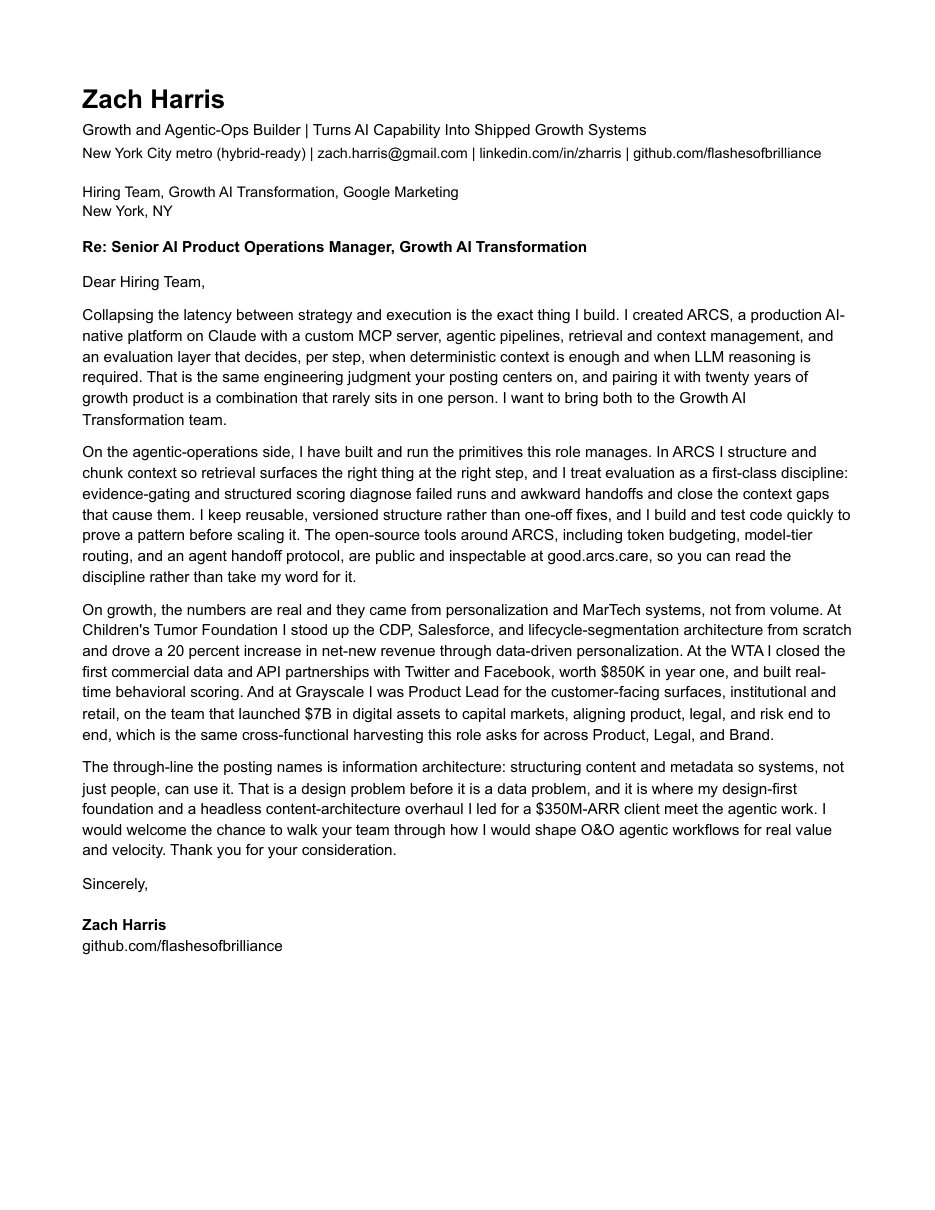 Zach Harris
Growth and Agentic-Ops Builder | Turns AI Capability Into Shipped Growth Systems
New York City metro (hybrid-ready) | zach.harris@gmail.com | linkedin.com/in/zharris | github.com/flashesofbrilliance
Hiring Team, Growth AI Transformation, Google Marketing
New York, NY
Re: Senior AI Product Operations Manager, Growth AI Transformation
Dear Hiring Team,
Collapsing the latency between strategy and execution is the exact thing I build. I created ARCS, a production AI-
native platform on Claude with a custom MCP server, agentic pipelines, retrieval and context management, and
an evaluation layer that decides, per step, when deterministic context is enough and when LLM reasoning is
required. That is the same engineering judgment your posting centers on, and pairing it with twenty years of
growth product is a combination that rarely sits in one person. I want to bring both to the Growth AI
Transformation team.
On the agentic-operations side, I have built and run the primitives this role manages. In ARCS I structure and
chunk context so retrieval surfaces the right thing at the right step, and I treat evaluation as a first-class discipline:
evidence-gating and structured scoring diagnose failed runs and awkward handoffs and close the context gaps
that cause them. I keep reusable, versioned structure rather than one-off fixes, and I build and test code quickly to
prove a pattern before scaling it. The open-source tools around ARCS, including token budgeting, model-tier
routing, and an agent handoff protocol, are public and inspectable at good.arcs.care, so you can read the
discipline rather than take my word for it.
On growth, the numbers are real and they came from personalization and MarTech systems, not from volume. At
Children's Tumor Foundation I stood up the CDP, Salesforce, and lifecycle-segmentation architecture from scratch
and drove a 20 percent increase in net-new revenue through data-driven personalization. At the WTA I closed the
first commercial data and API partnerships with Twitter and Facebook, worth $850K in year one, and built real-
time behavioral scoring. And at Grayscale I was Product Lead for the customer-facing surfaces, institutional and
retail, on the team that launched $7B in digital assets to capital markets, aligning product, legal, and risk end to
end, which is the same cross-functional harvesting this role asks for across Product, Legal, and Brand.
The through-line the posting names is information architecture: structuring content and metadata so systems, not
just people, can use it. That is a design problem before it is a data problem, and it is where my design-first
foundation and a headless content-architecture overhaul I led for a $350M-ARR client meet the agentic work. I
would welcome the chance to walk your team through how I would shape O&O agentic workflows for real value
and velocity. Thank you for your consideration.
Sincerely,
Zach Harris
github.com/flashesofbrilliance